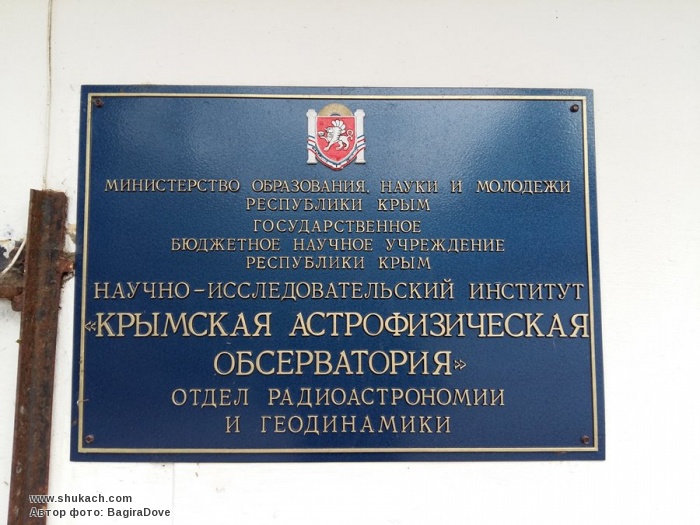 МИНИСТЕРСТВО ОБРАЗОВАНИЯ, НАУКИ И МОЛОДЕЖИ
РЕСПУБЛИКИ КРЫМ
ГОСУДАРСТВЕННОЕ
БЮДЖЕТНОЕ НАУЧНОЕ УЧРЕЖДЕНИЕ
РЕСПУБЛИКИ КРЫМ
НАУЧНО-ИССЛЕДОВАТЕЛЬСКИЙ ИНСТИТУТ
«КРЫМСКАЯ АСТРОФИЗИЧЕСКАЯ
ОБСЕРВАТОРИЯ»
ОТДЕЛ РАДИОАСТРОНОМИИ
И ГЕОДИНАМИКИ
www.shukach.com
Автор фото: BagiraDove